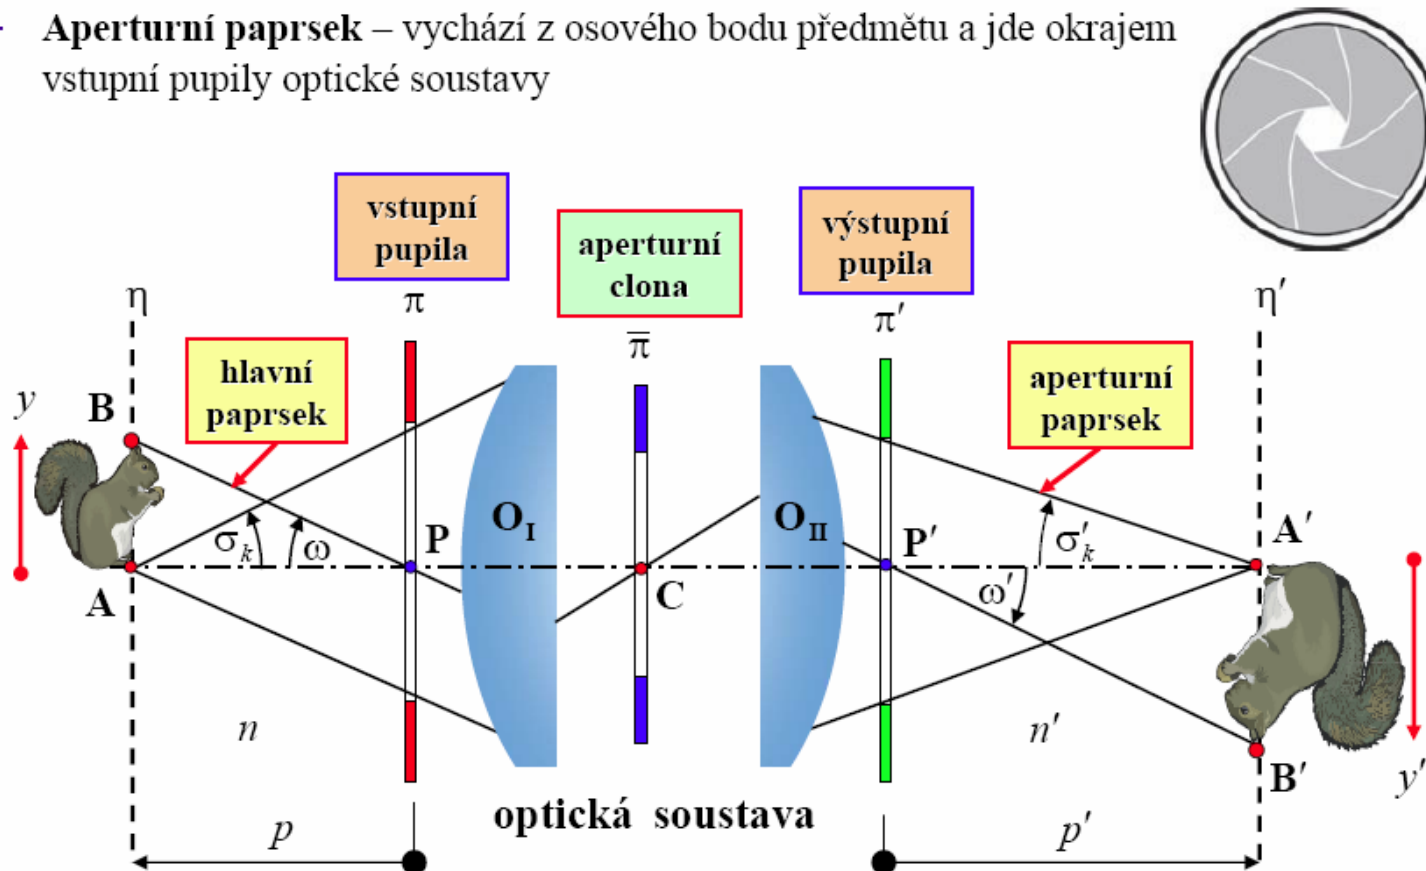 Aperturní paprsek – vychází z osového bodu předmětu a jde okrajem
vstupní pupily optické soustavy
vstupní
pupila
aperturní
clona
výstupní
pupila
η
π
π̅
π′
η′
hlavní
paprsek
aperturní
paprsek
y
B
σk
ω
P
OI
C
OII
P′
σ′k
ω′
A′
A
n
n′
B′
y′
optická soustava
p
p′